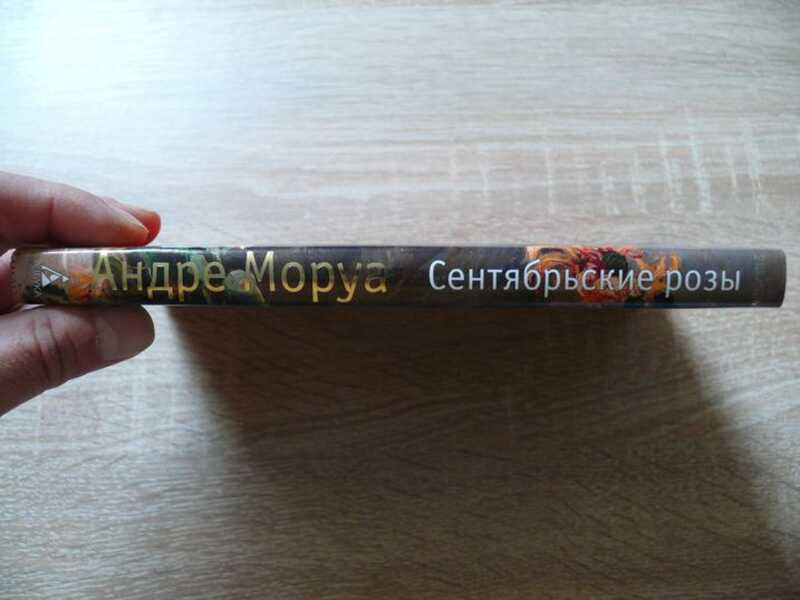 Андре Моруа Сентябрьские розы